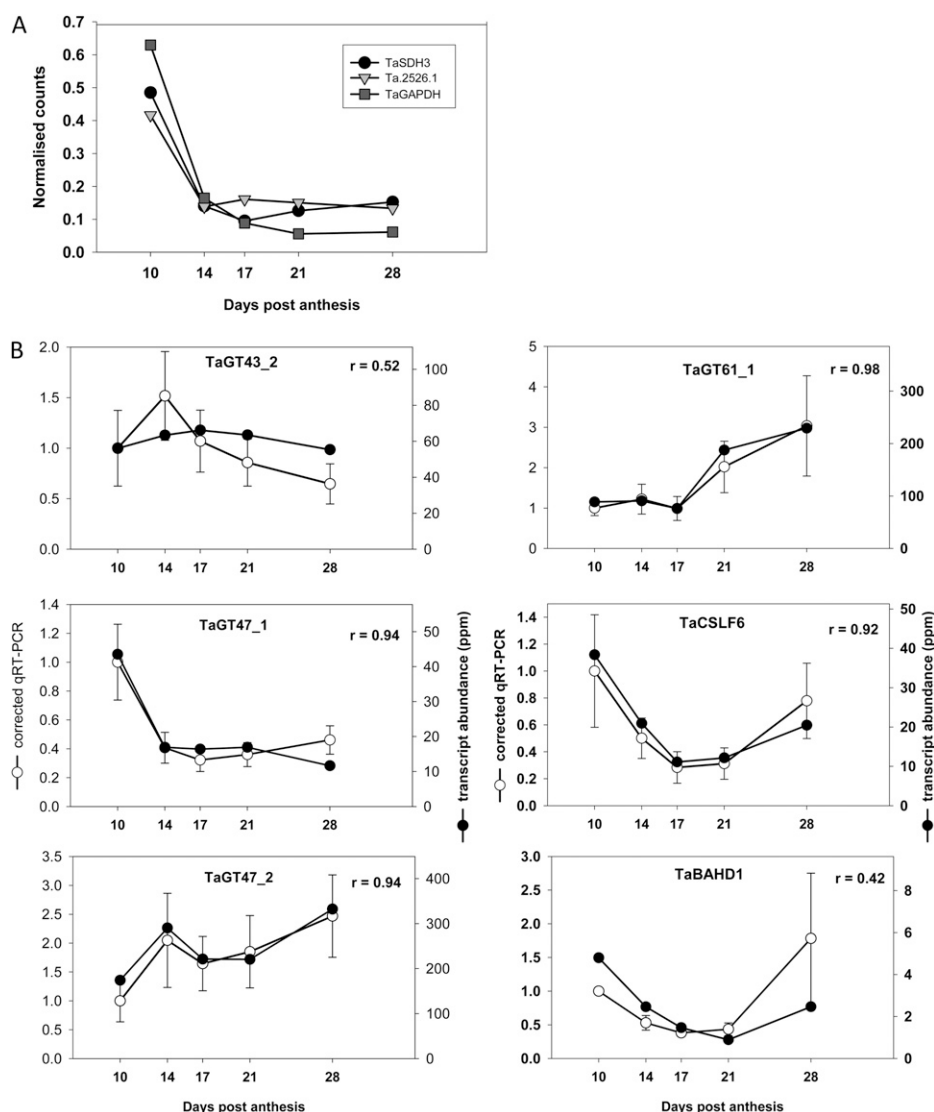 A
0.7
0.6
0.5
0.4
0.3
0.2
0.1
0.0
Normalised counts
TaSDH3
Ta.2526.1
TaGAPDH
10 14 17 21 28
Days post anthesis
B
TaGT43_2
r = 0.52
2.0
1.5
1.0
0.5
0.0
100
80
60
40
20
0
10 14 17 21 28
TaGT61_1
r = 0.98
5
4
3
2
1
0
300
200
100
0
10 14 17 21 28
TaGT47_1
r = 0.94
1.4
1.2
1.0
0.8
0.6
0.4
0.2
0.0
50
40
30
20
10
0
10 14 17 21 28
corrected qRT-PCR
transcript abundance (ppm)
TaCSLF6
r = 0.92
1.4
1.2
1.0
0.8
0.6
0.4
0.2
0.0
50
40
30
20
10
0
10 14 17 21 28
corrected qRT-PCR
transcript abundance (ppm)
TaGT47_2
r = 0.94
3.5
3.0
2.5
2.0
1.5
1.0
0.5
0.0
400
300
200
100
0
10 14 17 21 28
Days post anthesis
TaBAHD1
r = 0.42
3.0
2.5
2.0
1.5
1.0
0.5
0.0
8
6
4
2
0
10 14 17 21 28
Days post anthesis